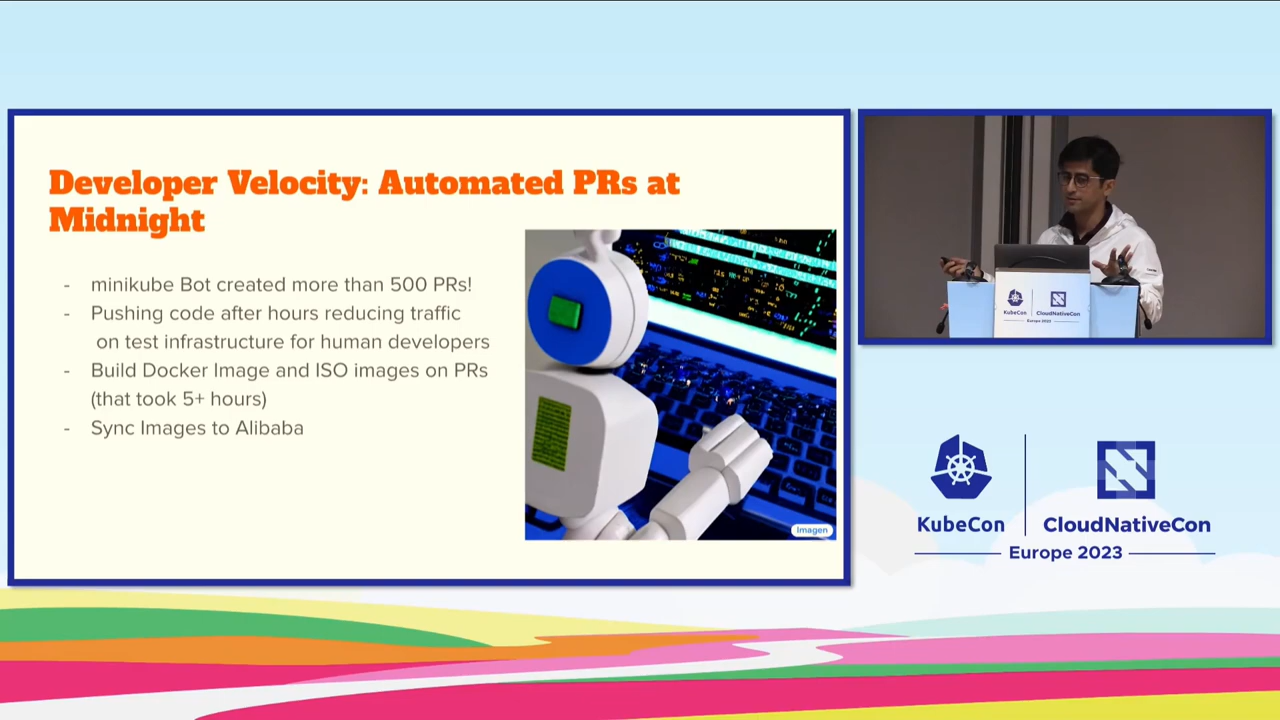 Developer Velocity: Automated PRs at
Midnight
- minikube Bot created more than 500 PRs!
- Pushing code after hours reducing traffic
on test infrastructure for human developers
- Build Docker Image and ISO images on PRs
(that took 5+ hours)
- Sync Images to Alibaba
Imagen
KubeCon
CloudNativeCon
Europe 2023
KubeCon
CloudNativeCon
Europe 2023